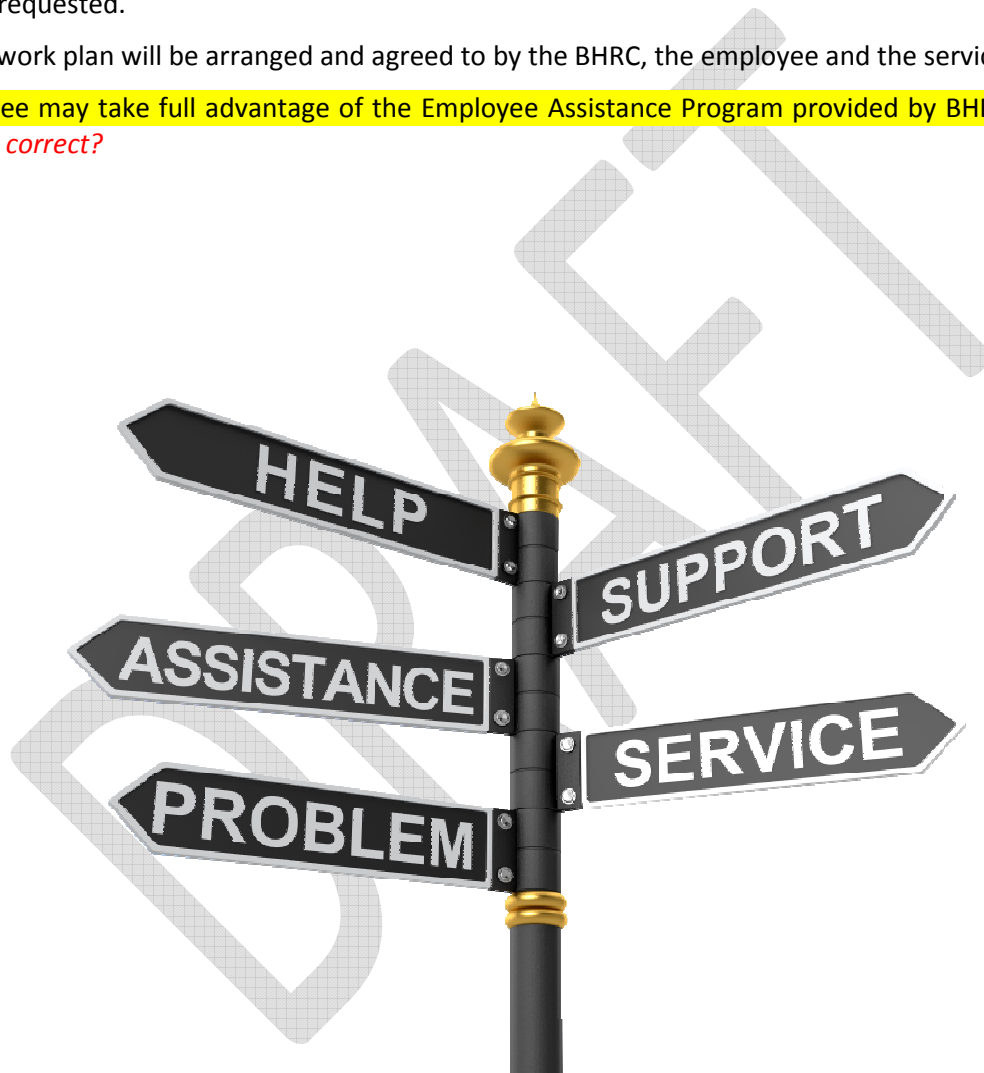 requested.
work plan will be arranged and agreed to by the BHRC, the employee and the servic
ee may take full advantage of the Employee Assistance Program provided by BH
correct?
DRAFT
HELP
SUPPORT
ASSISTANCE
SERVICE
PROBLEM